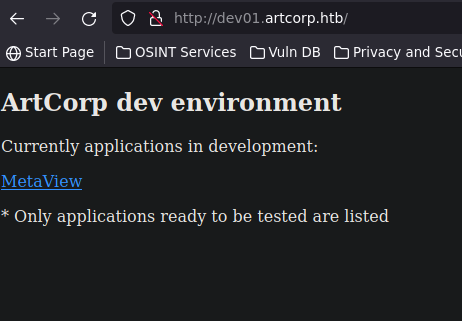 http://dev01.artcorp.htb/
Start Page OSINT Services Vuln DB Privacy and Secu
ArtCorp dev environment
Currently applications in development:
MetaView
* Only applications ready to be tested are listed